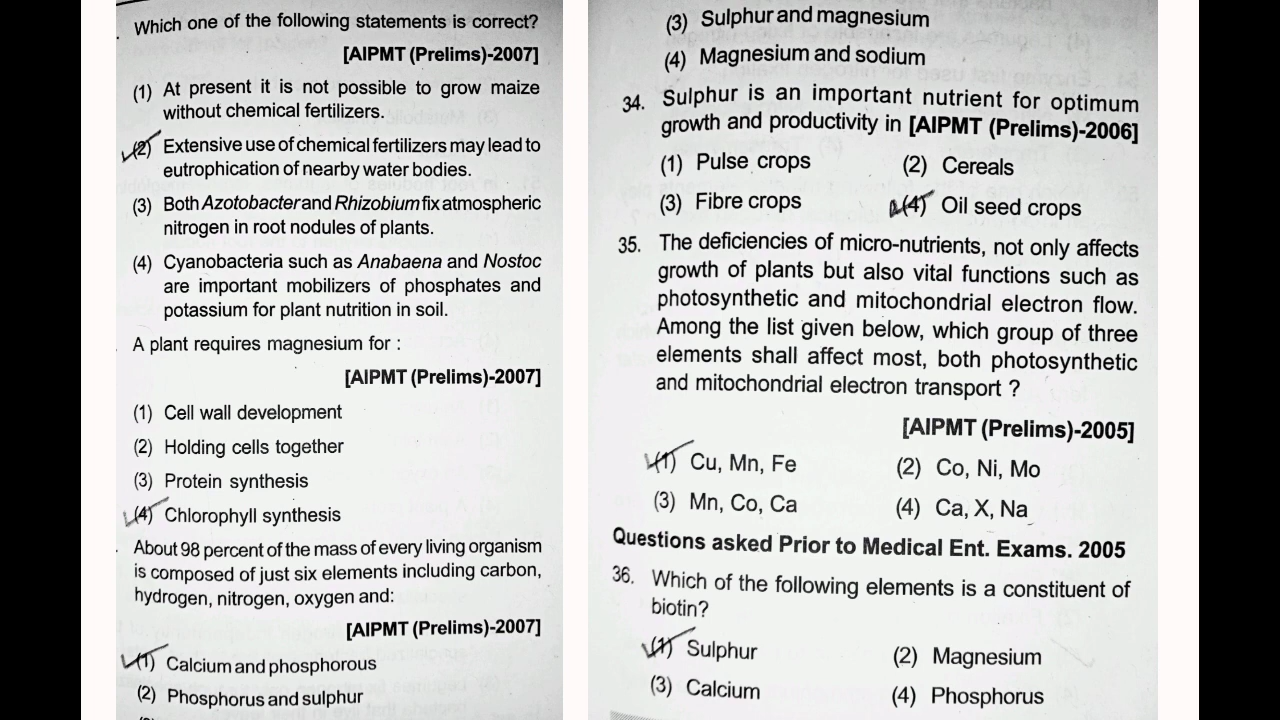 Which one of the following statements is correct?
[AIPMT (Prelims)-2007]
(1) At present it is not possible to grow maize
without chemical fertilizers.
(2) Extensive use of chemical fertilizers may lead to
eutrophication of nearby water bodies.
(3) Both Azotobacter and Rhizobium fix atmospheric
nitrogen in root nodules of plants.
(4) Cyanobacteria such as Anabaena and Nostoc
are important mobilizers of phosphates and
potassium for plant nutrition in soil.
A plant requires magnesium for :
[AIPMT (Prelims)-2007]
(1) Cell wall development
(2) Holding cells together
(3) Protein synthesis
(4) Chlorophyll synthesis
About 98 percent of the mass of every living organism
is composed of just six elements including carbon,
hydrogen, nitrogen, oxygen and:
[AIPMT (Prelims)-2007]
(1) Calcium and phosphorous
(2) Phosphorus and sulphur
(3) Sulphur and magnesium
(4) Magnesium and sodium
34. Sulphur is an important nutrient for optimum
growth and productivity in [AIPMT (Prelims)-2006]
(1) Pulse crops (2) Cereals
(3) Fibre crops (4) Oil seed crops
35. The deficiencies of micro-nutrients, not only affects
growth of plants but also vital functions such as
photosynthetic and mitochondrial electron flow.
Among the list given below, which group of three
elements shall affect most, both photosynthetic
and mitochondrial electron transport ?
[AIPMT (Prelims)-2005]
(1) Cu, Mn, Fe (2) Co, Ni, Mo
(3) Mn, Co, Ca (4) Ca, X, Na
Questions asked Prior to Medical Ent. Exams. 2005
36. Which of the following elements is a constituent of
biotin?
(1) Sulphur (2) Magnesium
(3) Calcium (4) Phosphorus